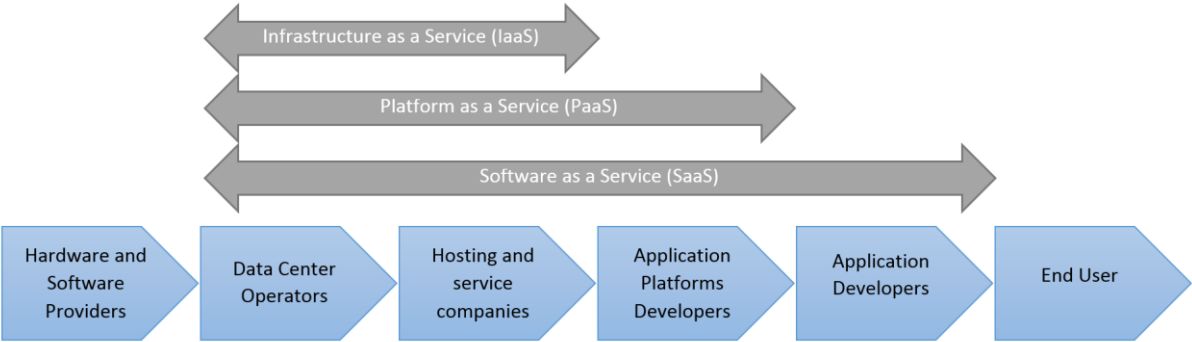 Infrastructure as a Service (IaaS)
Platform as a Service (PaaS)
Software as a Service (SaaS)
Hardware and
Software
Providers
Data Center
Operators
Hosting and
service
companies
Application
Platforms
Developers
Application
Developers
End User